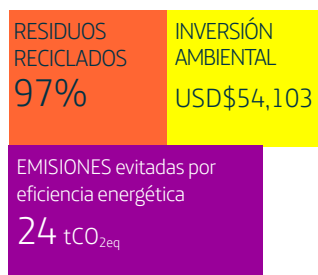 RESIDUOS
RECICLADOS
97%
INVERSIÓN
AMBIENTAL
USD$54,103
EMISIONES evitadas por
eficiencia energética
24 tCO₂eq